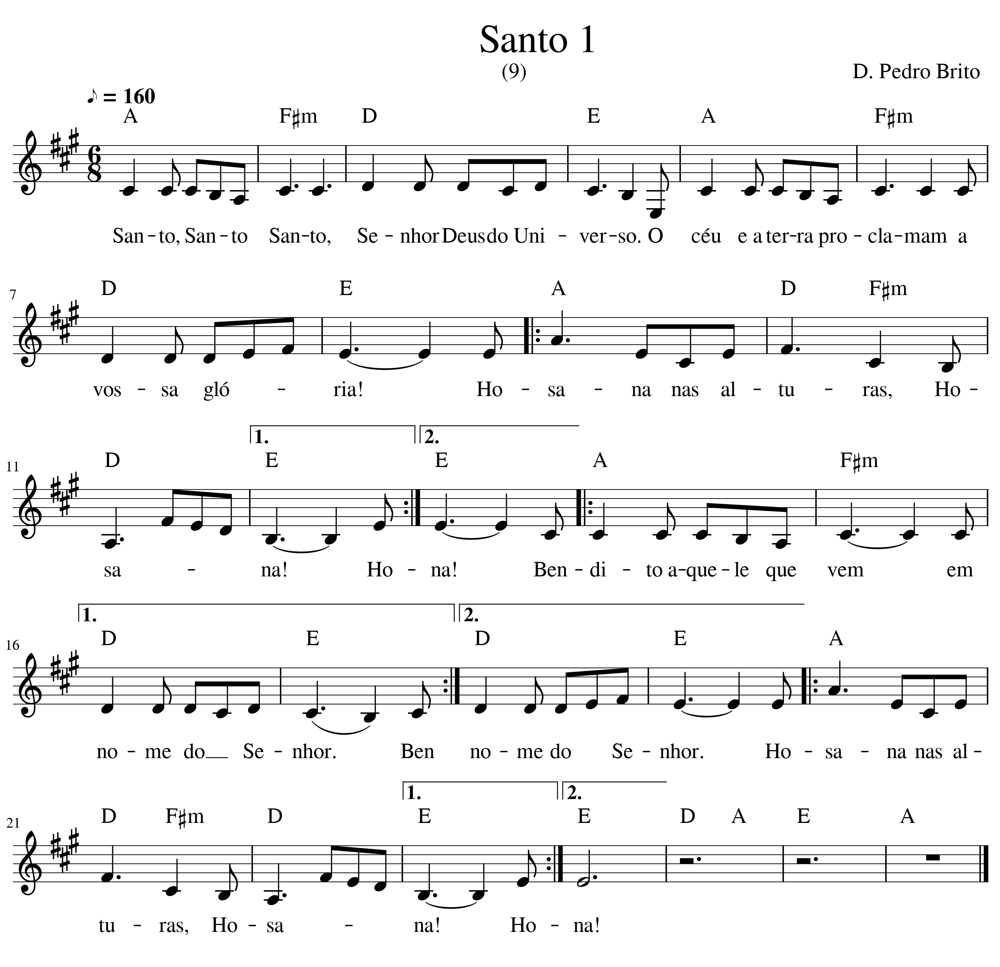 Santo 1
(9)
D. Pedro Brito
♪ = 160
A F♯m D E A F♯m
6
8
San - to, San - to San - to, Se - nhor Deus do Uni - ver - so. O céu e a ter - ra pro - cla - mam a
7
D E A D F♯m
vos - sa gló - ria! Ho - sa - na nas al - tu - ras, Ho -
1. 2.
11
D E E A F♯m
sa - na! Ho - na! Ben - di - to a - que - le que vem em
1. 2.
16
D E D E A
no - me do __ Se - nhor. Ben no - me do Se - nhor. Ho - sa - na nas al -
1. 2.
21
D F♯m D E E D A E A
tu - ras, Ho - sa - na! Ho - na!